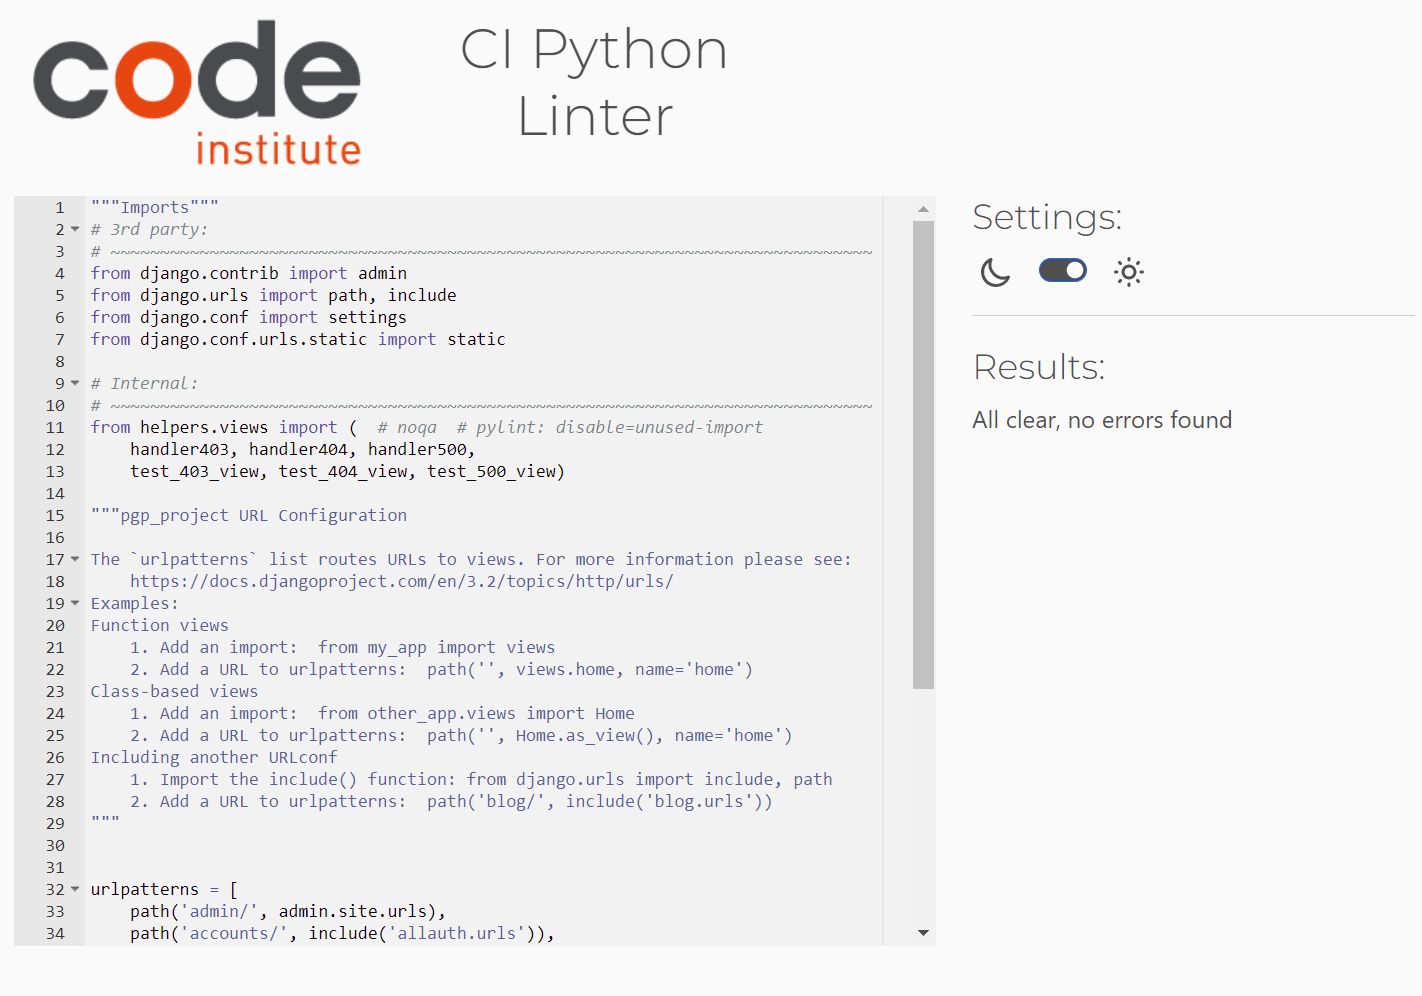 code
institute
CI Python
Linter
1 """Imports"""
2 # 3rd party:
3 # ~~~~~~~~~~~~~~~~~~~~~~~~~~~~~~~~~~~~~~~~~~~~~~~~~~~~~~~~~~~~~~~~~~~~~~~~~~~~~
4 from django.contrib import admin
5 from django.urls import path, include
6 from django.conf import settings
7 from django.conf.urls.static import static
8
9 # Internal:
10 # ~~~~~~~~~~~~~~~~~~~~~~~~~~~~~~~~~~~~~~~~~~~~~~~~~~~~~~~~~~~~~~~~~~~~~~~~~~~~~
11 from helpers.views import (  # noqa  # pylint: disable=unused-import
12     handler403, handler404, handler500,
13     test_403_view, test_404_view, test_500_view)
14
15 """pgp_project URL Configuration
16
17 The `urlpatterns` list routes URLs to views. For more information please see:
18     https://docs.djangoproject.com/en/3.2/topics/http/urls/
19 Examples:
20 Function views
21     1. Add an import:  from my_app import views
22     2. Add a URL to urlpatterns:  path('', views.home, name='home')
23 Class-based views
24     1. Add an import:  from other_app.views import Home
25     2. Add a URL to urlpatterns:  path('', Home.as_view(), name='home')
26 Including another URLconf
27     1. Import the include() function: from django.urls import include, path
28     2. Add a URL to urlpatterns:  path('blog/', include('blog.urls'))
29 """
30
31
32 urlpatterns = [
33     path('admin/', admin.site.urls),
34     path('accounts/', include('allauth.urls')),
Settings:
Results:
All clear, no errors found